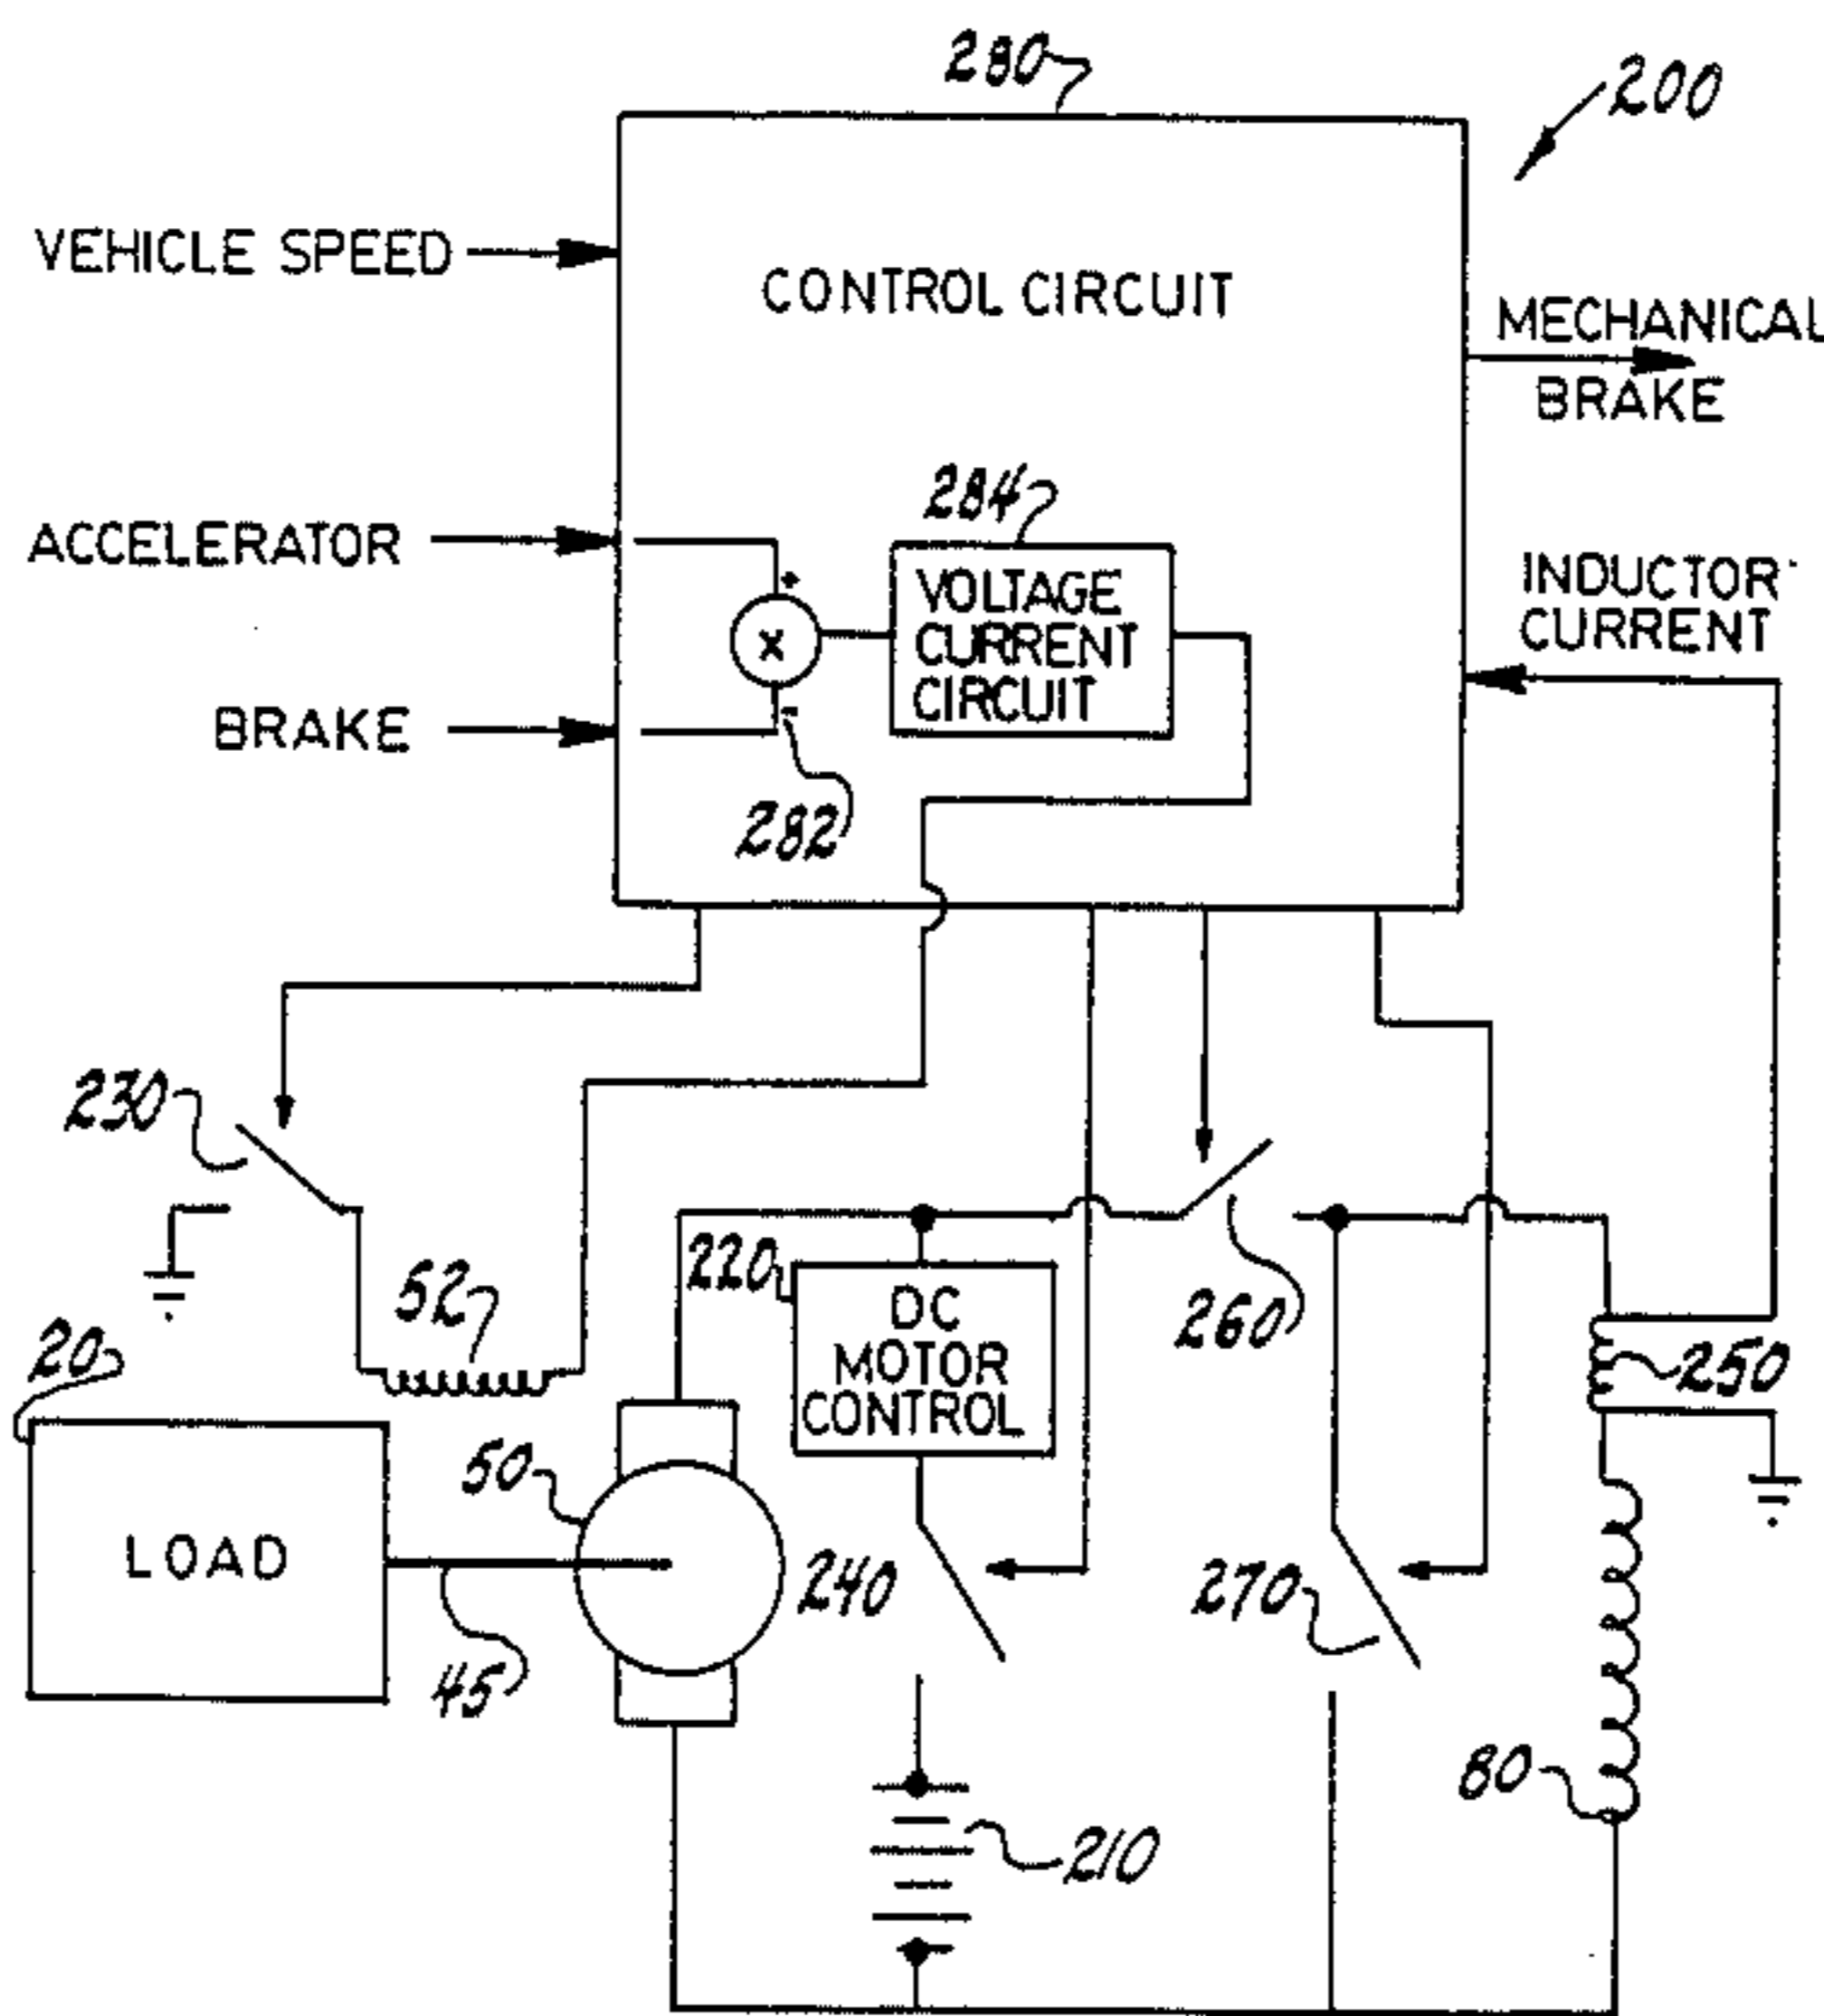 280
200
VEHICLE SPEED
CONTROL CIRCUIT
MECHANICAL
BRAKE
284
ACCELERATOR
+
VOLTAGE
CURRENT
CIRCUIT
X
INDUCTOR
CURRENT
BRAKE
-
282
230
52
220
DC
MOTOR
CONTROL
260
250
20
50
LOAD
240
270
45
80
210